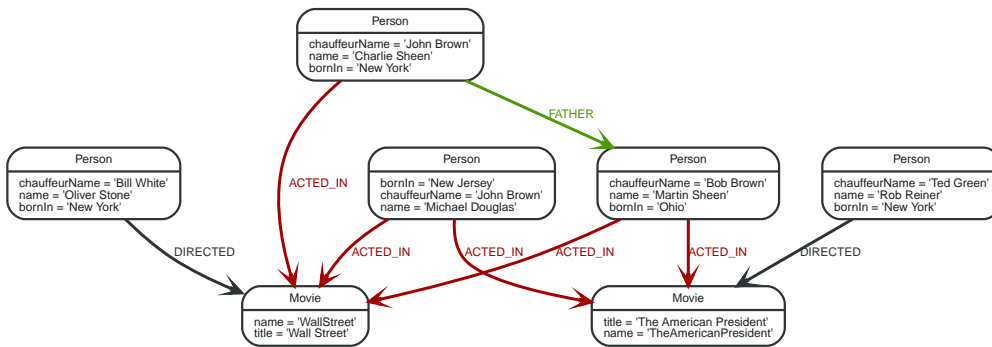 Person
chauffeurName = 'John Brown'
name = 'Charlie Sheen'
bornIn = 'New York'
FATHER
ACTED_IN
Person
chauffeurName = 'Bill White'
name = 'Oliver Stone'
bornIn = 'New York'
Person
bornIn = 'New Jersey'
chauffeurName = 'John Brown'
name = 'Michael Douglas'
Person
chauffeurName = 'Bob Brown'
name = 'Martin Sheen'
bornIn = 'Ohio'
Person
chauffeurName = 'Ted Green'
name = 'Rob Reiner'
bornIn = 'New York'
DIRECTED
ACTED_IN
ACTED_IN
ACTED_IN
ACTED_IN
DIRECTED
Movie
name = 'WallStreet'
title = 'Wall Street'
Movie
title = 'The American President'
name = 'TheAmericanPresident'